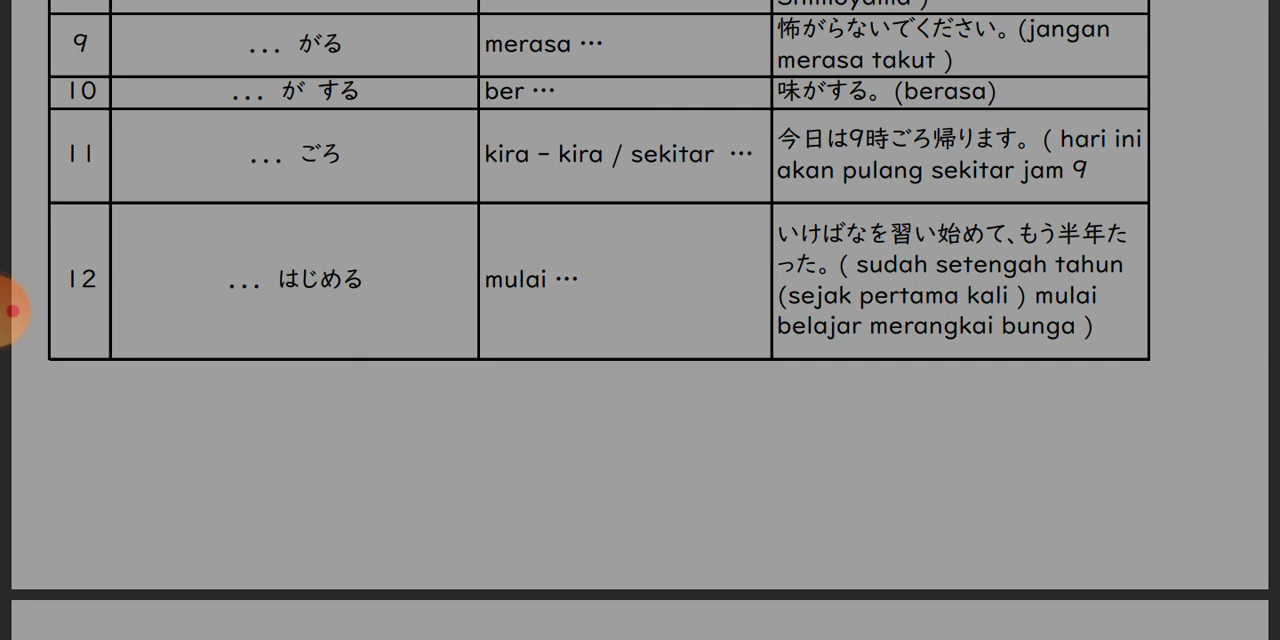 9 ... がる merasa … 怖がらないでください。(jangan
merasa takut )
10 ... が する ber … 味がする。 (berasa)
11 ... ごろ kira – kira / sekitar … 今日は9時ごろ帰ります。 ( hari ini
akan pulang sekitar jam 9
12 ... はじめる mulai … いけばなを習い始めて、もう半年た
った。 ( sudah setengah tahun
(sejak pertama kali ) mulai
belajar merangkai bunga )